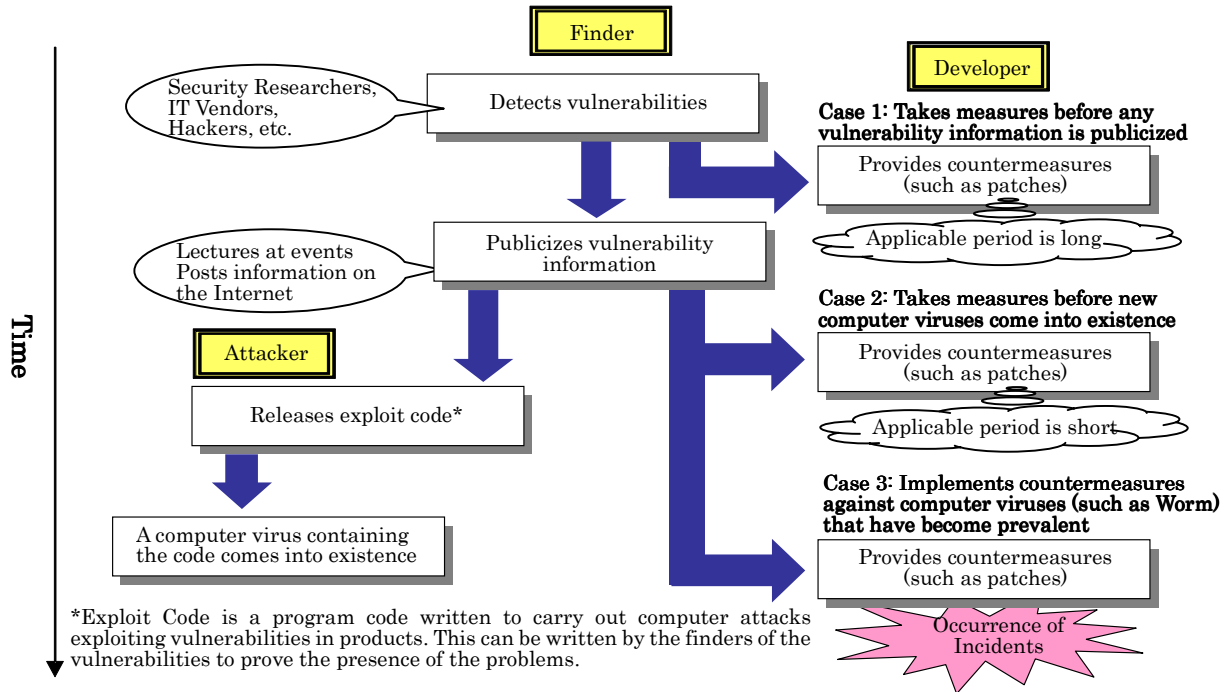 Finder
Developer
Security Researchers,
IT Vendors,
Hackers, etc.
Detects vulnerabilities
Case 1: Takes measures before any
vulnerability information is publicized
Provides countermeasures
(such as patches)
Applicable period is long
Lectures at events
Posts information on
the Internet
Publicizes vulnerability
information
Case 2: Takes measures before new
computer viruses come into existence
Provides countermeasures
(such as patches)
Applicable period is short
Time
Attacker
Releases exploit code*
Case 3: Implements countermeasures
against computer viruses (such as Worm)
that have become prevalent
Provides countermeasures
(such as patches)
A computer virus containing
the code comes into existence
Occurrence of
Incidents
*Exploit Code is a program code written to carry out computer attacks
exploiting vulnerabilities in products. This can be written by the finders of the
vulnerabilities to prove the presence of the problems.